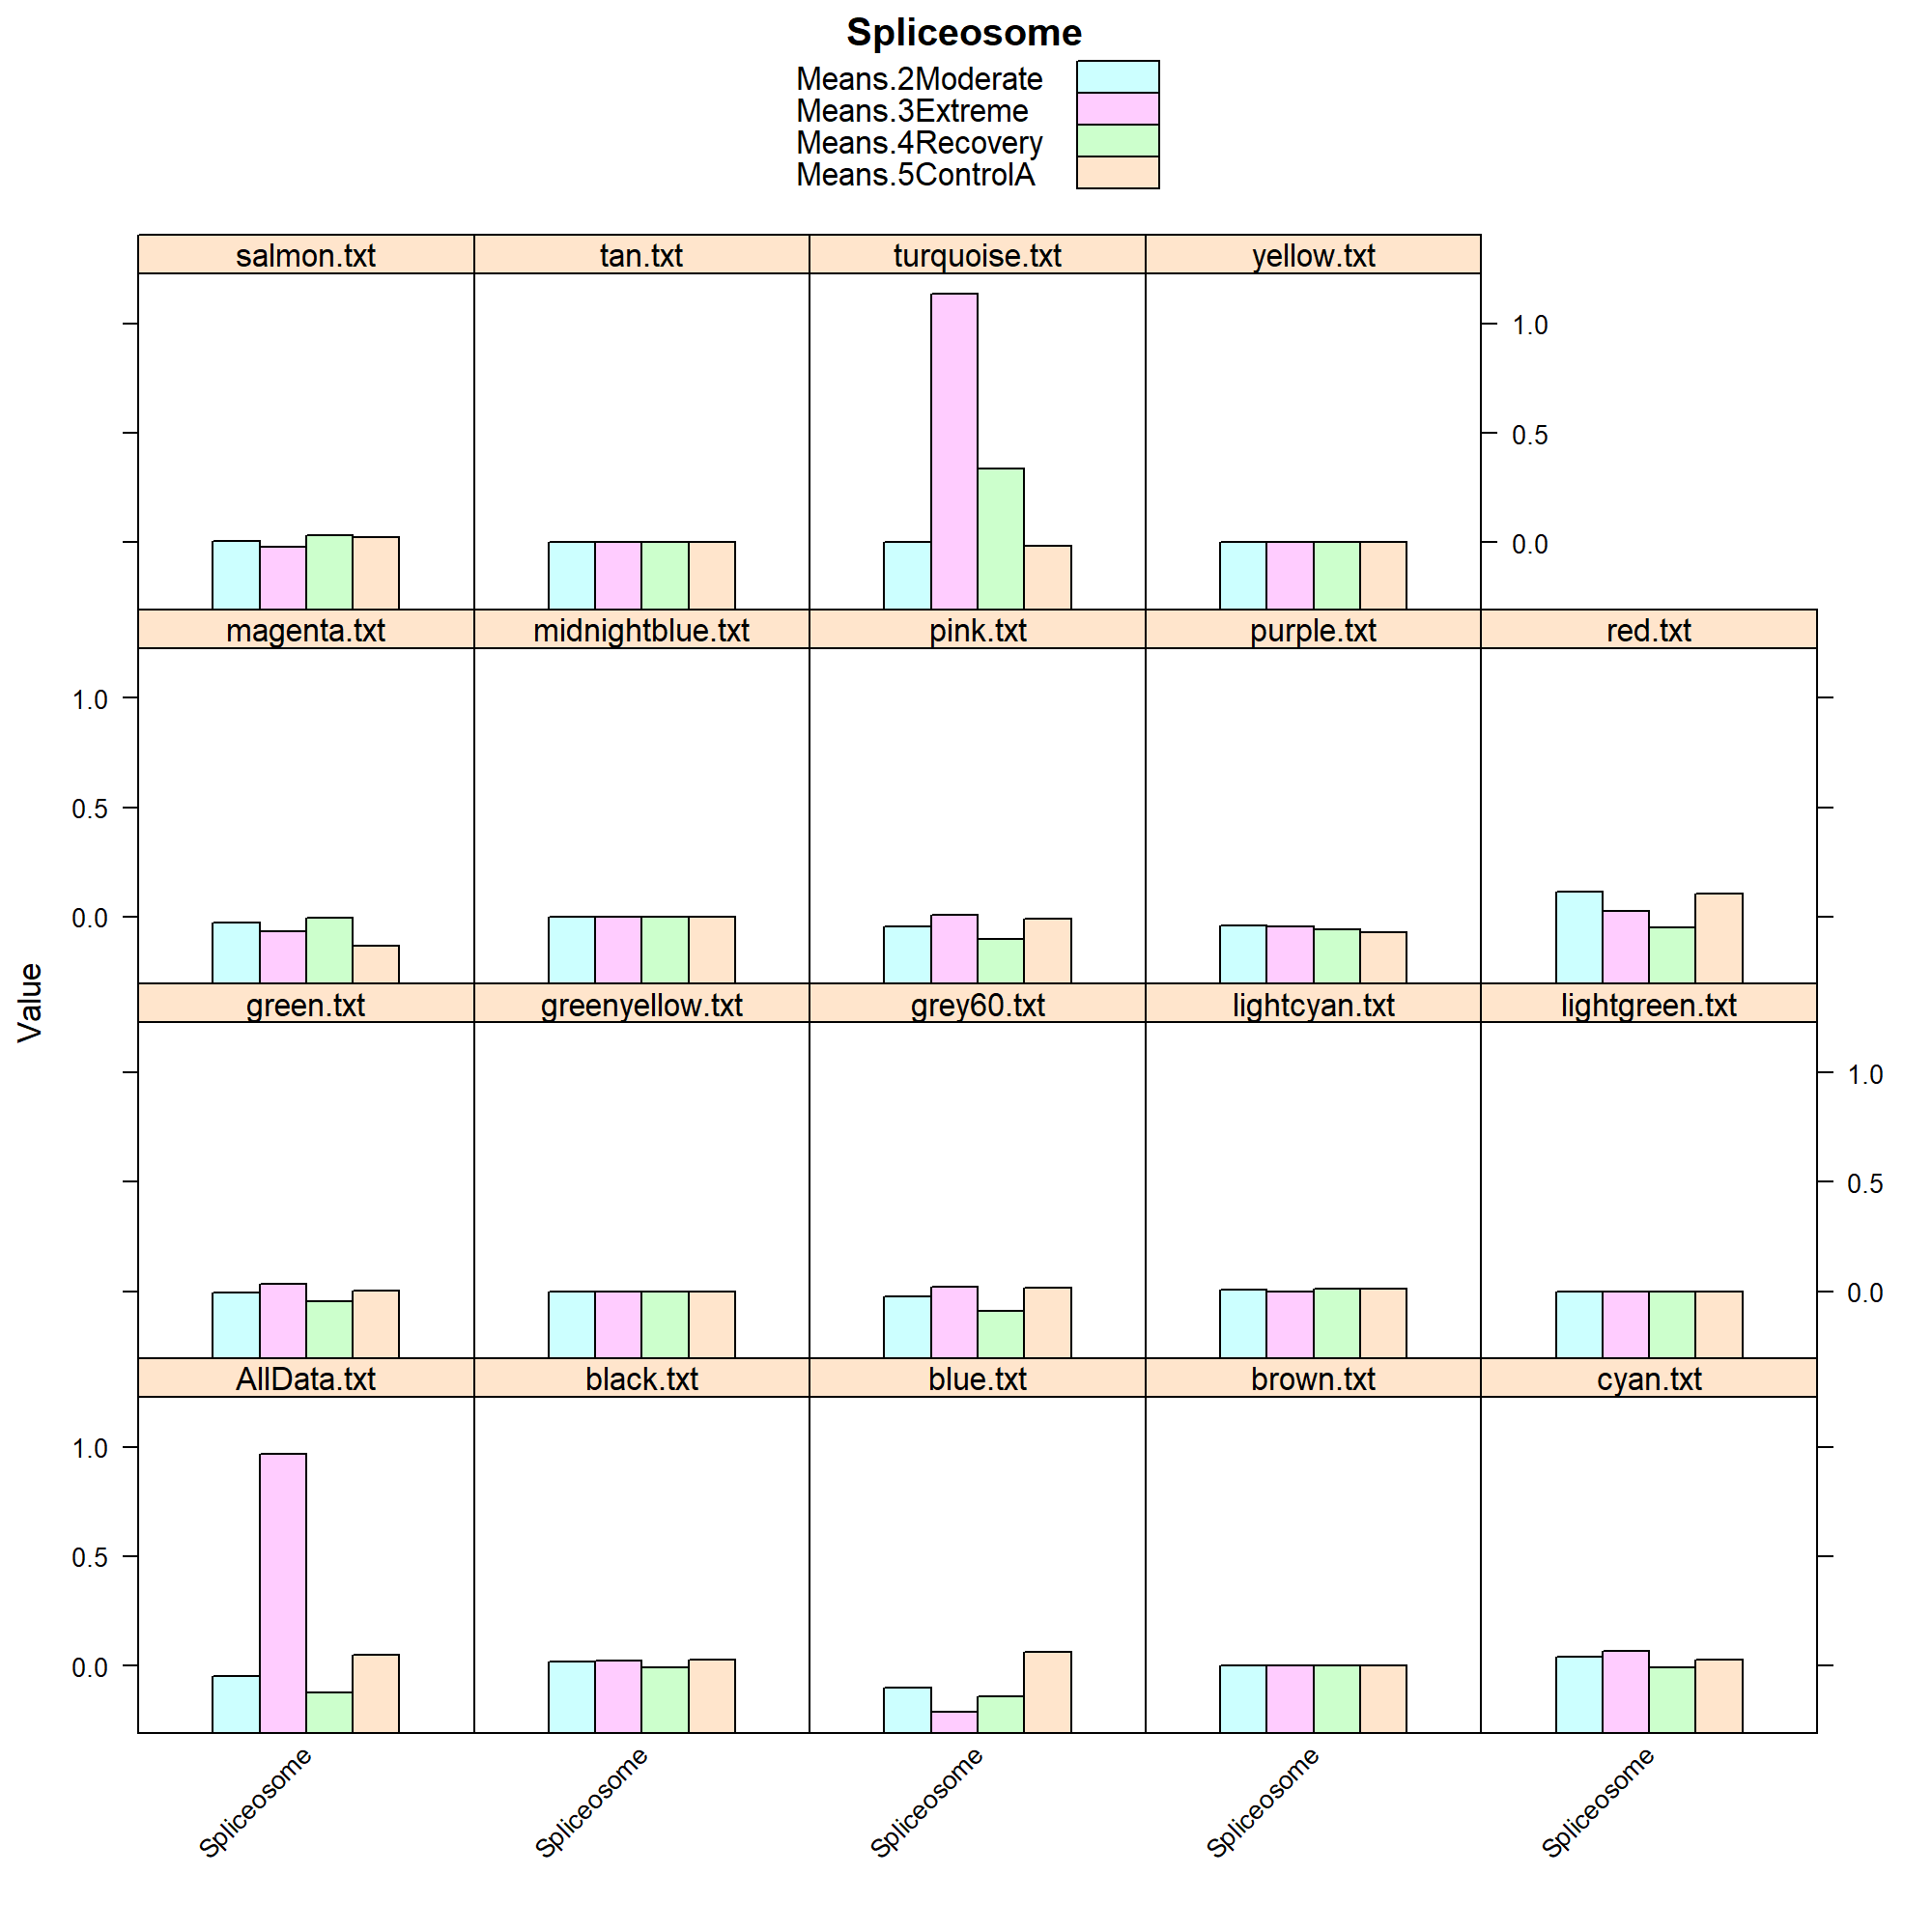 Spliceosome
Means.2Moderate
Means.3Extreme
Means.4Recovery
Means.5ControlA
salmon.txt tan.txt turquoise.txt yellow.txt
1.0
0.5
0.0
magenta.txt midnightblue.txt pink.txt purple.txt red.txt
1.0
0.5
0.0
Value
green.txt greenyellow.txt grey60.txt lightcyan.txt lightgreen.txt
1.0
0.5
0.0
AllData.txt black.txt blue.txt brown.txt cyan.txt
1.0
0.5
0.0
Spliceosome Spliceosome Spliceosome Spliceosome Spliceosome